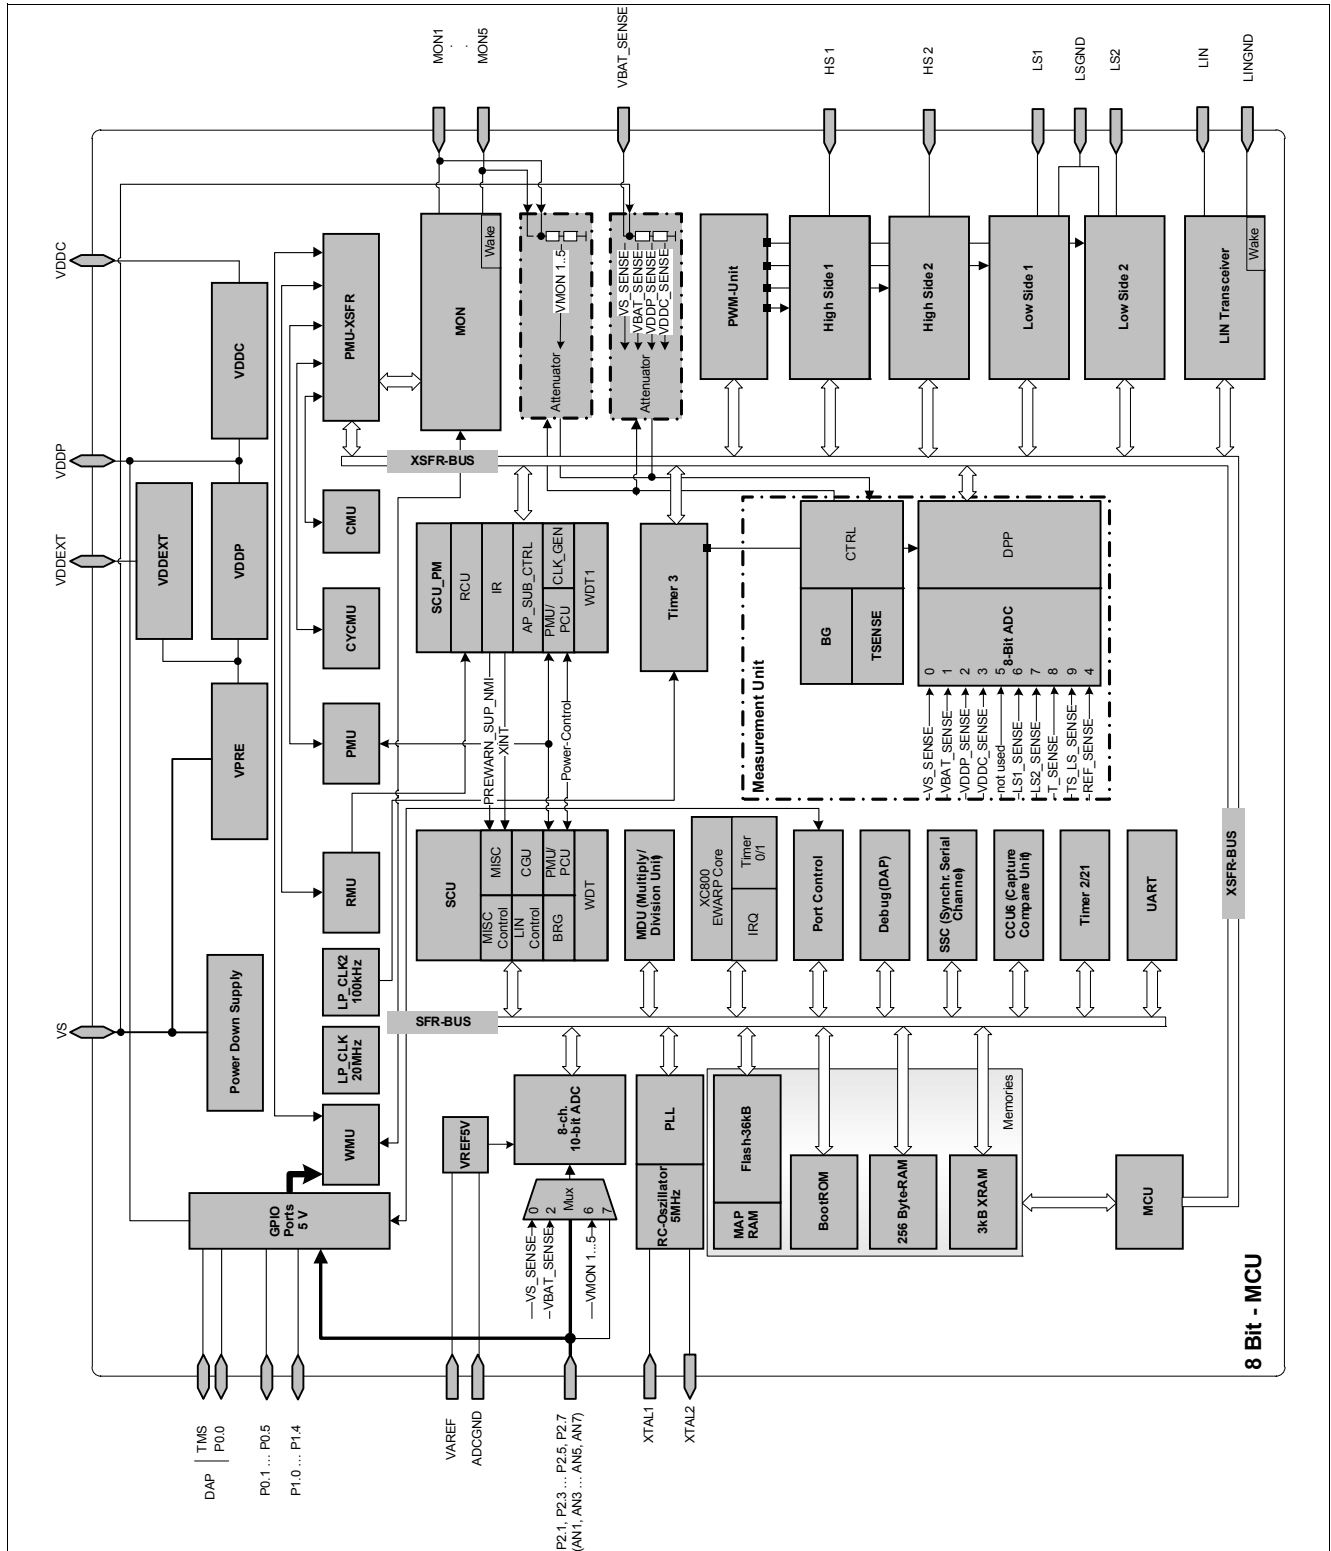 MON1
.
.
MON5
VBAT_SENSE
HS 1
HS 2
LS1
LSGND
LS2
LIN
LINGND
VDDC
VDDP
VDDEXT
VS
VDDC
VDDEXT
VDDP
VPRE
Power Down Supply
PMU-XSFR
CMU
CYCMU
PMU
RMU
LP_CLK2
100kHz
LP_CLK
20MHz
WMU
GPIO
Ports
5 V
MON
Wake
VMON 1..5
Attenuator
VS_SENSE
VBAT_SENSE
VDDP_SENSE
VDDC_SENSE
Attenuator
PWM-Unit
High Side1
High Side2
Low Side 1
Low Side 2
LIN Transceiver
Wake
XSFR-BUS
SCU_PM
RCU
IR
AP_SUB_CTRL
PMU/
PCU
CLK_GEN
WDT1
PREWARN_SUP_NMI
XINT
Power-Control
Timer 3
Measurement Unit
CTRL
BG
TSENSE
DPP
8-Bit ADC
0
1
2
3
5
6
7
8
9
4
VS_SENSE
VBAT_SENSE
VDDP_SENSE
VDDC_SENSE
not used
LS1_SENSE
LS2_SENSE
T_SENSE
TS_LS_SENSE
REF_SENSE
SCU
MISC
Control
MISC
LIN
Control
CGU
BRG
PMU/
PCU
WDT
MDU (Multiply/
Division Unit)
XC800
EWARP Core
IRQ
Timer
0/1
Port Control
Debug(DAP)
SSC (Synchr. Serial
Channel)
CCU6 (Capture
Compare Unit)
Timer 2/21
UART
XSFR-BUS
SFR-BUS
VREF5V
8-ch.
10-bit ADC
Mux
0
2
6
7
VS_SENSE
VBAT_SENSE
VMON 1...5
PLL
RC-Oszillator
5MHz
Flash-36kB
MAP
RAM
BootROM
256 Byte-RAM
3kB XRAM
Memories
MCU
DAP
TMS
P0.0
P0.1 ... P0.5
P1.0 ... P1.4
VAREF
ADCGND
P2.1, P2.3 ... P2.5, P2.7
(AN1, AN3 ... AN5, AN7)
XTAL1
XTAL2
8 Bit - MCU